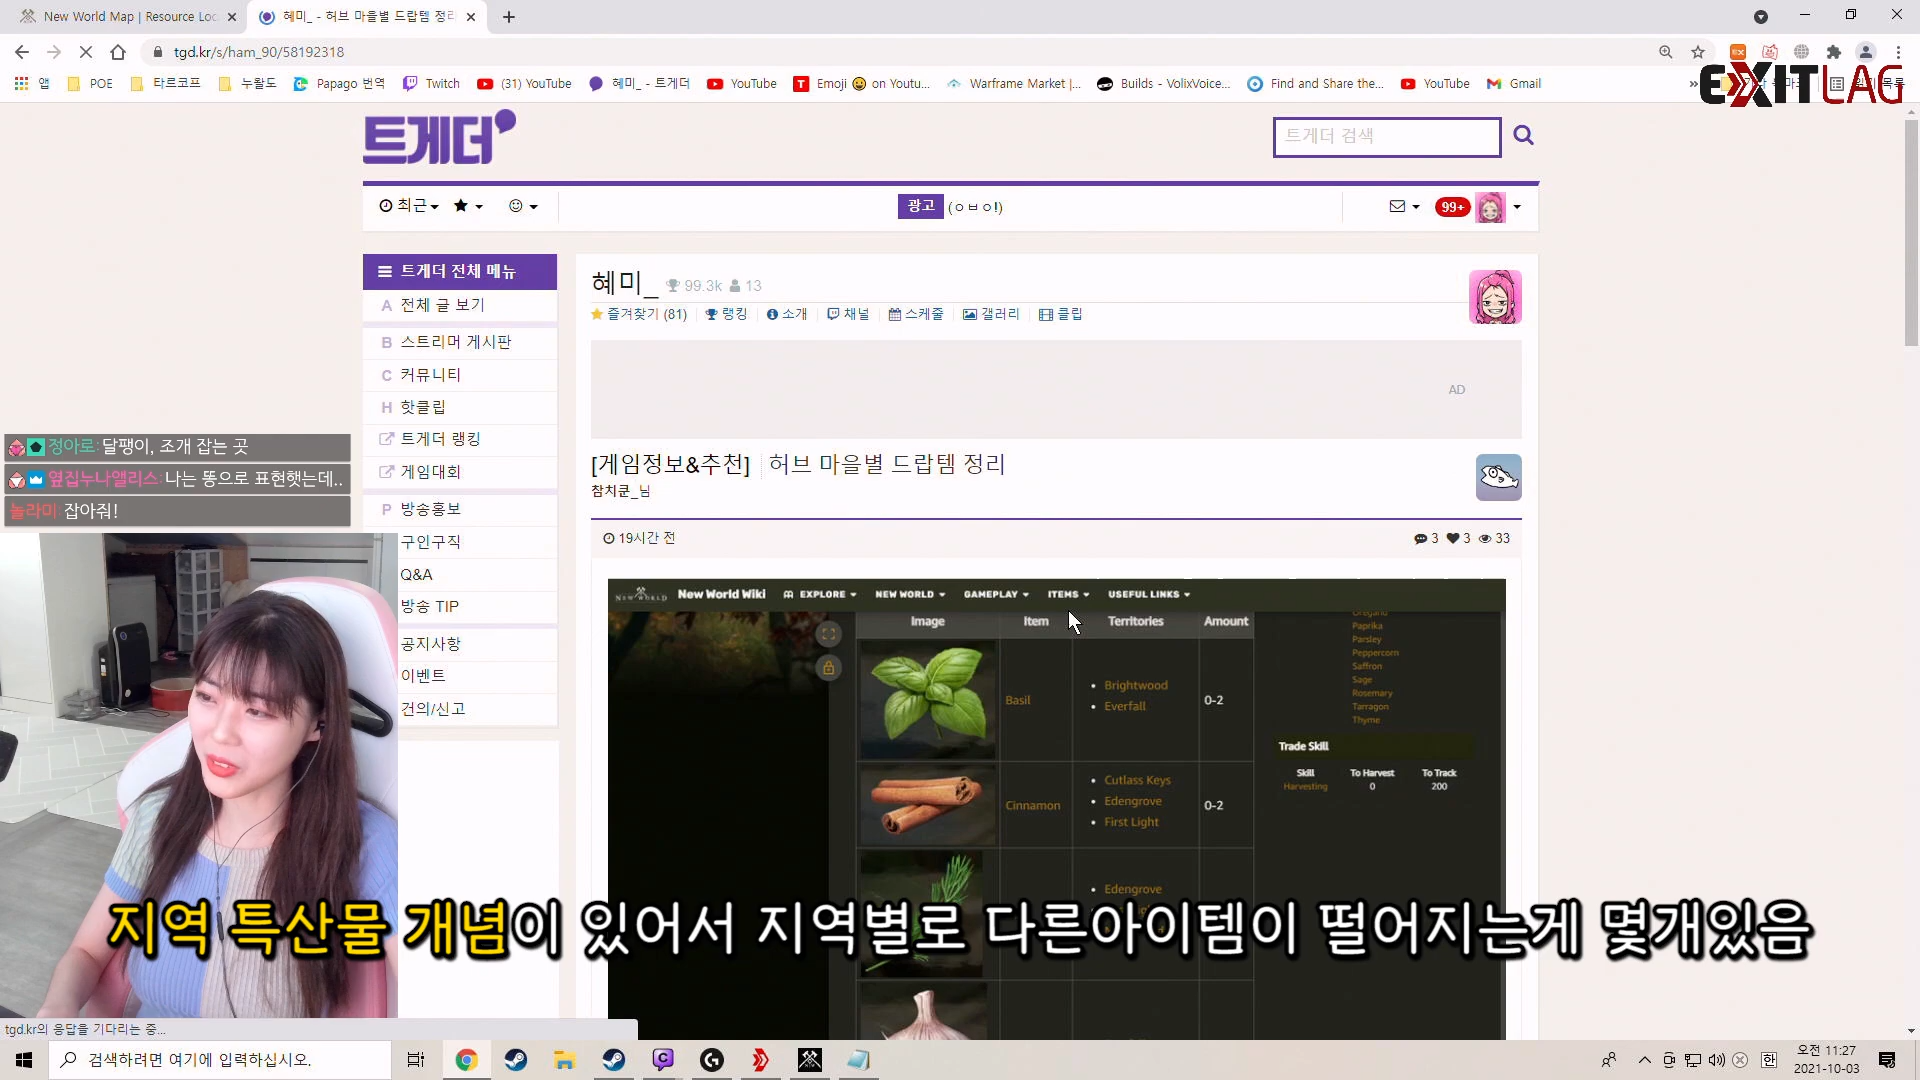 New World Map | Resource Loc
혜미_ - 허브 마을별 드랍템 정리
tgd.kr/s/ham_90/58192318
앱
POE
타르코프
누왈도
Papago 번역
Twitch
(31) YouTube
혜미_ - 트게더
YouTube
Emoji 😀 on Youtu...
Warframe Market |...
Builds - VolixVoice...
Find and Share the...
YouTube
Gmail
EXITLAG
트게더
트게더 검색
최근
광고 (ㅇㅂㅇ!)
99+
트게더 전체 메뉴
A 전체 글 보기
B 스트리머 게시판
C 커뮤니티
H 핫클립
트게더 랭킹
게임대회
P 방송홍보
구인구직
Q&A
방송 TIP
공지사항
이벤트
건의/신고
혜미_ 99.3k 13
즐겨찾기 (81) 랭킹 소개 채널 스케줄 갤러리 클립
AD
[게임정보&추천] 허브 마을별 드랍템 정리
참치쿤_님
19시간 전
3 3 33
정아로: 달팽이, 조개 잡는 곳
옆집누나앨리스: 나는 똥으로 표현했는데..
놀라미: 잡아줘!
NEW WORLD New World Wiki EXPLORE NEW WORLD GAMEPLAY ITEMS USEFUL LINKS
Image Item Territories Amount
Basil
Brightwood
Everfall
0-2
Cinnamon
Cutlass Keys
Edengrove
First Light
0-2
Edengrove
Oregano
Paprika
Parsley
Peppercorn
Saffron
Sage
Rosemary
Tarragon
Thyme
Trade Skill
Skill To Harvest To Track
Harvesting 0 200
지역 특산물 개념이 있어서 지역별로 다른아이템이 떨어지는게 몇개있음
tgd.kr의 응답을 기다리는 중...
검색하려면 여기에 입력하십시오.
한
오전 11:27
2021-10-03